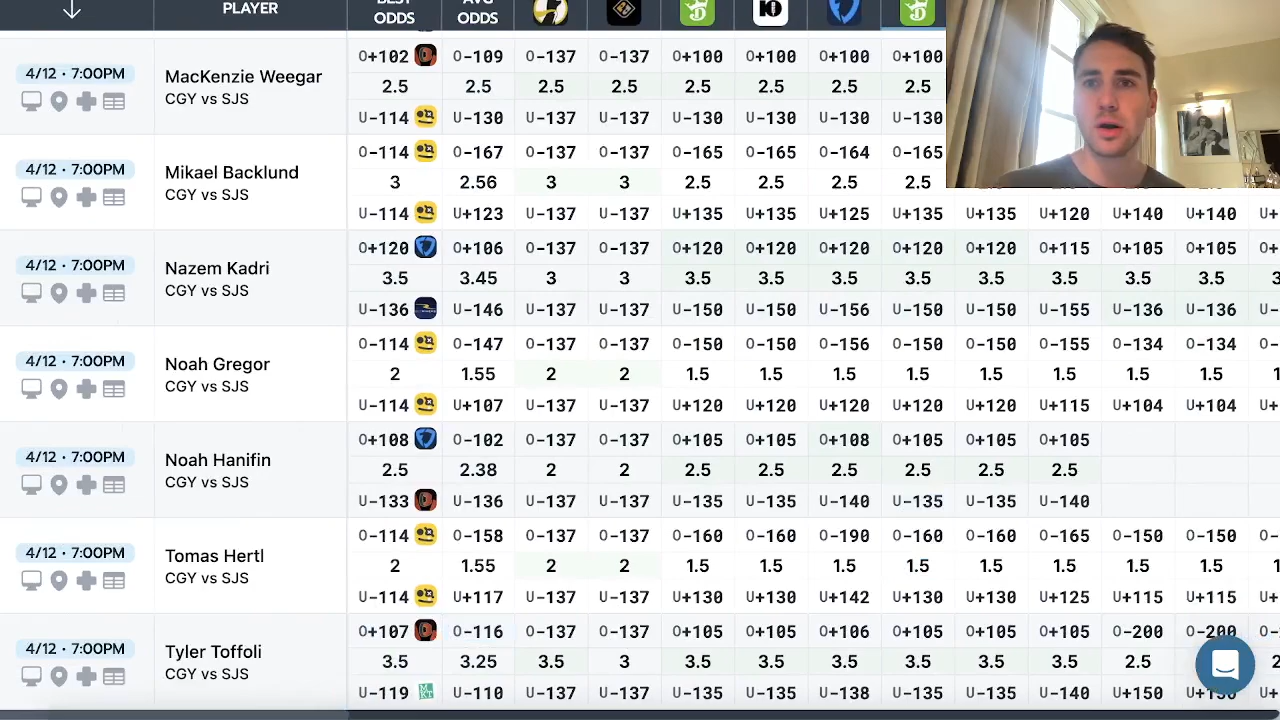 PLAYER
BEST AVG
ODDS ODDS
O+102 O-109 O-137 O-137 O+100 O+100 O+100 O+100
4/12 • 7:00PM MacKenzie Weegar
2.5 2.5 2.5 2.5 2.5 2.5 2.5 2.5
CGY vs SJS
U-114 U-130 U-137 U-137 U-130 U-130 U-130 U-130
O-114 O-167 O-137 O-137 O-165 O-165 O-164 O-165
4/12 • 7:00PM Mikael Backlund
3 2.56 3 3 2.5 2.5 2.5 2.5
CGY vs SJS
U-114 U+123 U-137 U-137 U+135 U+135 U+125 U+135 U+135 U+120 U+140 U+140 U+
O+120 O+106 O-137 O-137 O+120 O+120 O+120 O+120 O+120 O+115 O+105 O+105 O+
4/12 • 7:00PM Nazem Kadri
3.5 3.45 3 3 3.5 3.5 3.5 3.5 3.5 3.5 3.5 3.5
CGY vs SJS
U-136 U-146 U-137 U-137 U-150 U-150 U-156 U-150 U-150 U-155 U-136 U-136 U-
O-114 O-147 O-137 O-137 O-150 O-150 O-156 O-150 O-150 O-155 O-134 O-134 O-
4/12 • 7:00PM Noah Gregor
2 1.55 2 2 1.5 1.5 1.5 1.5 1.5 1.5 1.5 1.5
CGY vs SJS
U-114 U+107 U-137 U-137 U+120 U+120 U+120 U+120 U+120 U+115 U+104 U+104 U+
O+108 O-102 O-137 O-137 O+105 O+105 O+108 O+105 O+105 O+105
4/12 • 7:00PM Noah Hanifin
2.5 2.38 2 2 2.5 2.5 2.5 2.5 2.5 2.5
CGY vs SJS
U-133 U-136 U-137 U-137 U-135 U-135 U-140 U-135 U-135 U-140
O-114 O-158 O-137 O-137 O-160 O-160 O-190 O-160 O-160 O-165 O-150 O-150 O-
4/12 • 7:00PM Tomas Hertl
2 1.55 2 2 1.5 1.5 1.5 1.5 1.5 1.5 1.5 1.5
CGY vs SJS
U-114 U+117 U-137 U-137 U+130 U+130 U+142 U+130 U+130 U+125 U+115 U+115 U+
O+107 O-116 O-137 O-137 O+105 O+105 O+106 O+105 O+105 O+105 O-200 O-200
4/12 • 7:00PM Tyler Toffoli
3.5 3.25 3.5 3 3.5 3.5 3.5 3.5 3.5 3.5 2.5
CGY vs SJS
U-119 U-110 U-137 U-137 U-135 U-135 U-138 U-135 U-135 U-140 U+150 U+150 U+